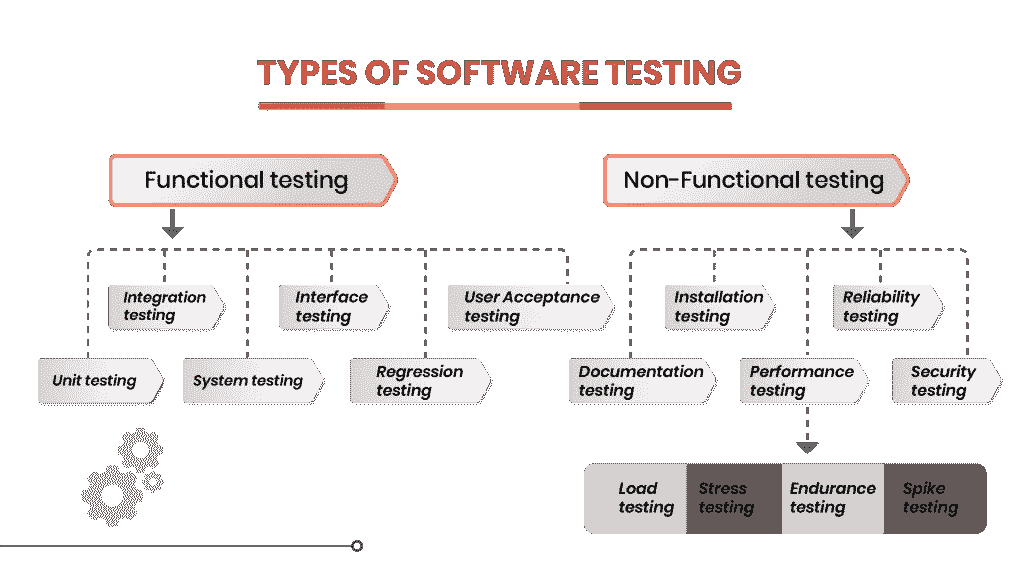 TYPES OF SOFTWARE TESTING
Functional testing
Non-Functional testing
Integration
testing
Interface
testing
User Acceptance
testing
Installation
testing
Reliability
testing
Unit testing
System testing
Regression
testing
Documentation
testing
Performance
testing
Security
testing
Load
testing
Stress
testing
Endurance
testing
Spike
testing